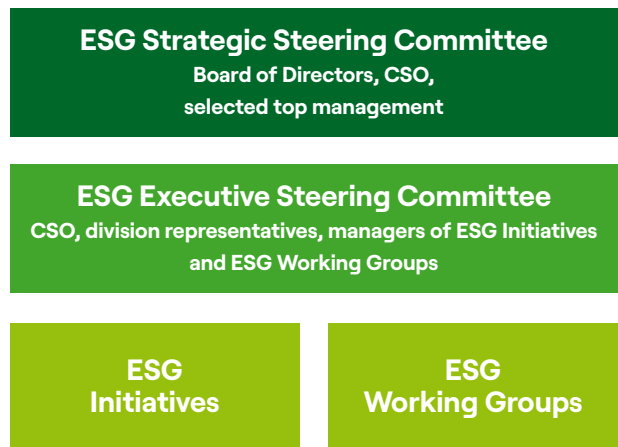 ESG Strategic Steering Committee
Board of Directors, CSO,
selected top management
ESG Executive Steering Committee
CSO, division representatives, managers of ESG Initiatives
and ESG Working Groups
ESG
Initiatives
ESG
Working Groups